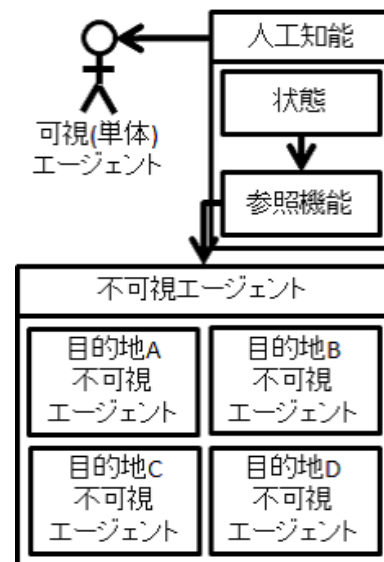 人工知能
状態
参照機能
可視(単体)
エージェント
不可視エージェント
目的地A
不可視
エージェント
目的地B
不可視
エージェント
目的地C
不可視
エージェント
目的地D
不可視
エージェント